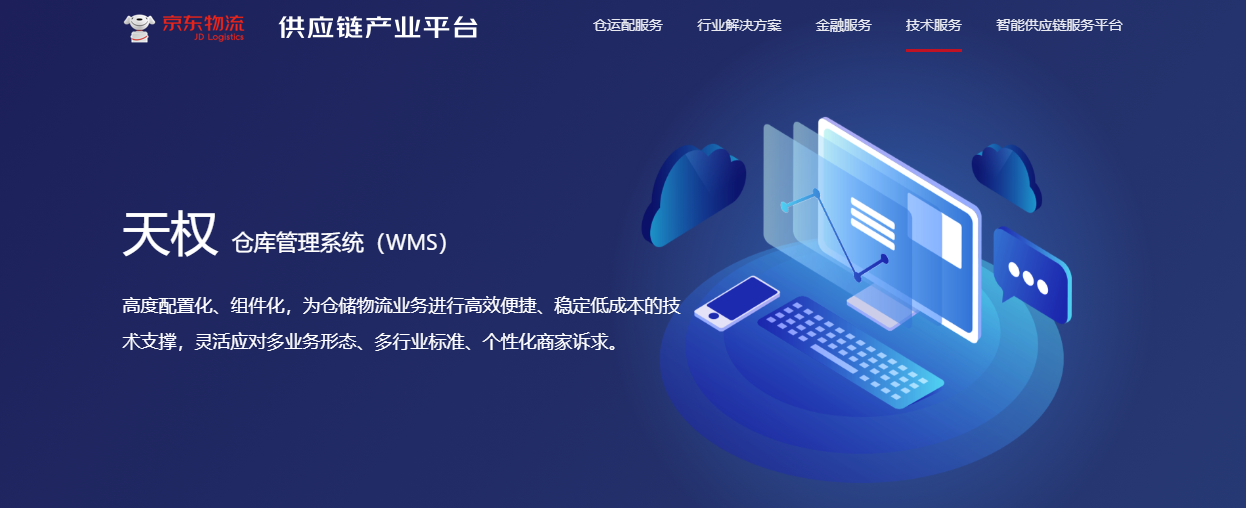 京东物流
JD Logistics
供应链产业平台
仓运配服务 行业解决方案 金融服务 技术服务 智能供应链服务平台
天权 仓库管理系统（WMS）
高度配置化、组件化，为仓储物流业务进行高效便捷、稳定低成本的技
术支撑，灵活应对多业务形态、多行业标准、个性化商家诉求。